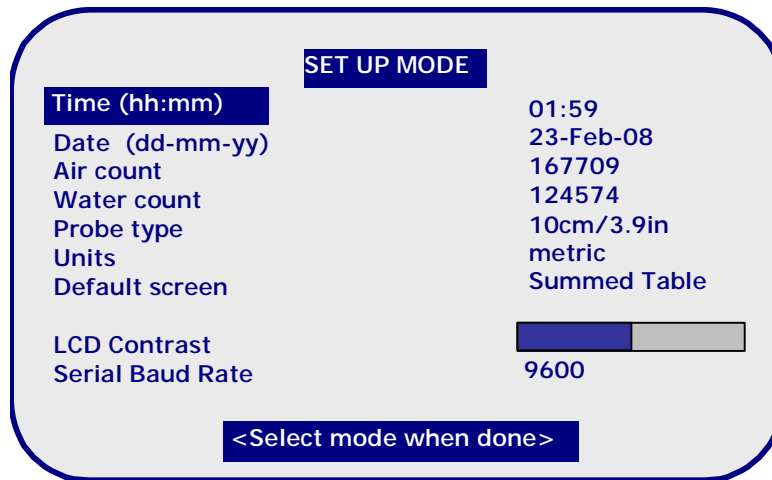 SET UP MODE
Time (hh:mm) 01:59
Date (dd-mm-yy) 23-Feb-08
Air count 167709
Water count 124574
Probe type 10cm/3.9in
Units metric
Default screen Summed Table
LCD Contrast
Serial Baud Rate 9600
<Select mode when done>